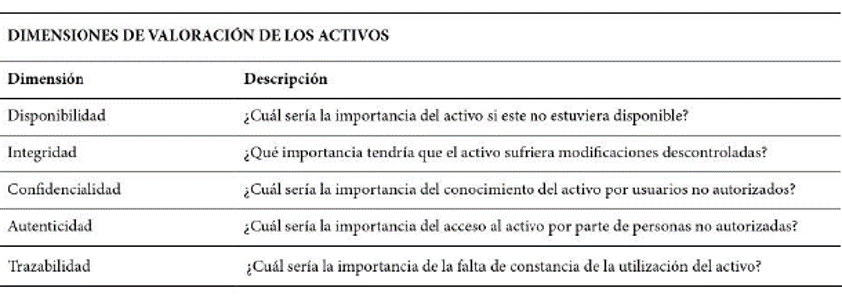 DIMENSIONES DE VALORACIÓN DE LOS ACTIVOS
Dimensión Descripción
Disponibilidad ¿Cuál sería la importancia del activo si este no estuviera disponible?
Integridad ¿Qué importancia tendría que el activo sufriera modificaciones descontroladas?
Confidencialidad ¿Cuál sería la importancia del conocimiento del activo por usuarios no autorizados?
Autenticidad ¿Cuál sería la importancia del acceso al activo por parte de personas no autorizadas?
Trazabilidad ¿Cuál sería la importancia de la falta de constancia de la utilización del activo?